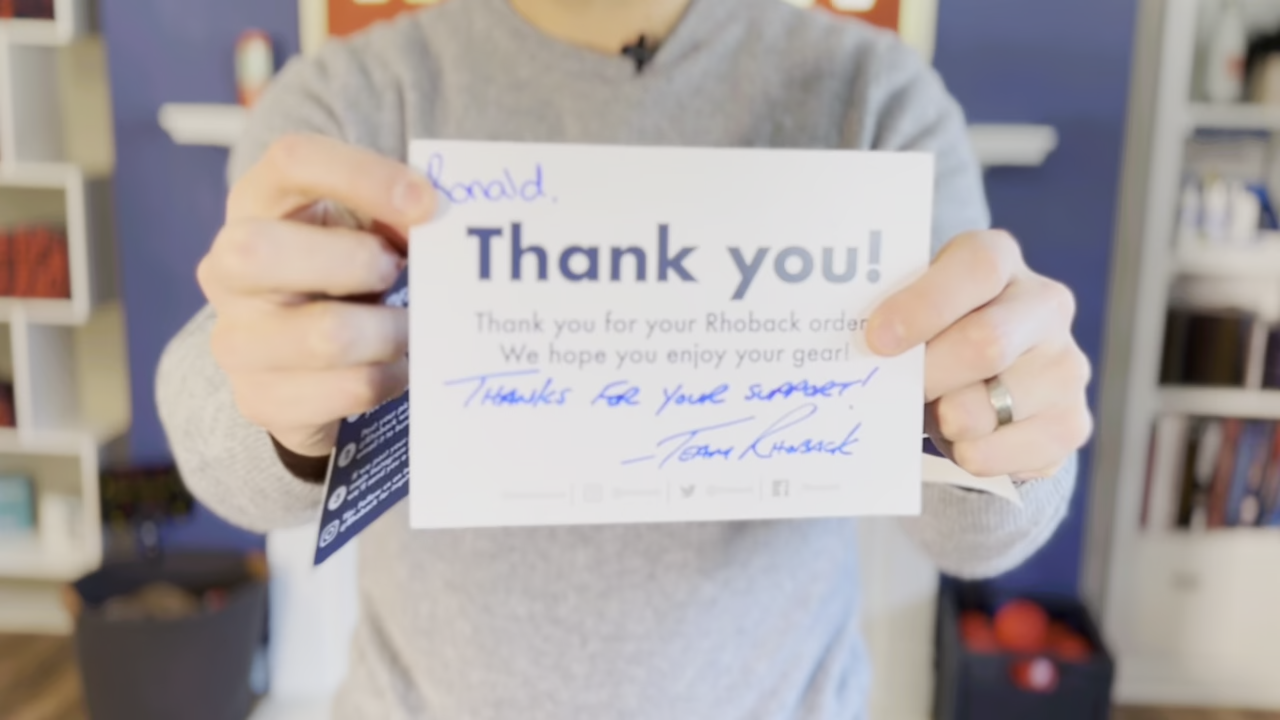 Ronald.
Thank you!
Thank you for your Rhoback order
We hope you enjoy your gear!
THANKS FOR YOUR SUPPORT!
—TEAM RHOBACK